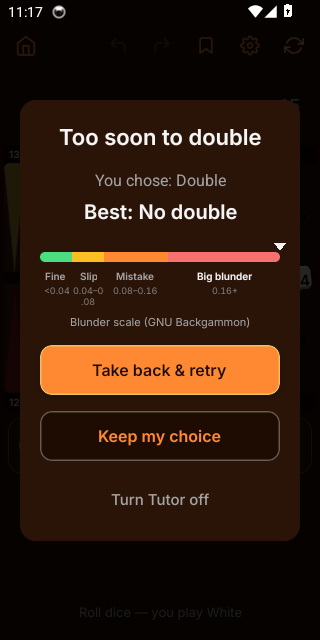 11:17
13
Too soon to double
You chose: Double
Best: No double
Fine Slip Mistake Big blunder
<0.04 0.04–0.08 0.08–0.16 0.16+
Blunder scale (GNU Backgammon)
Take back & retry
12
Keep my choice
Turn Tutor off
Roll dice — you play White